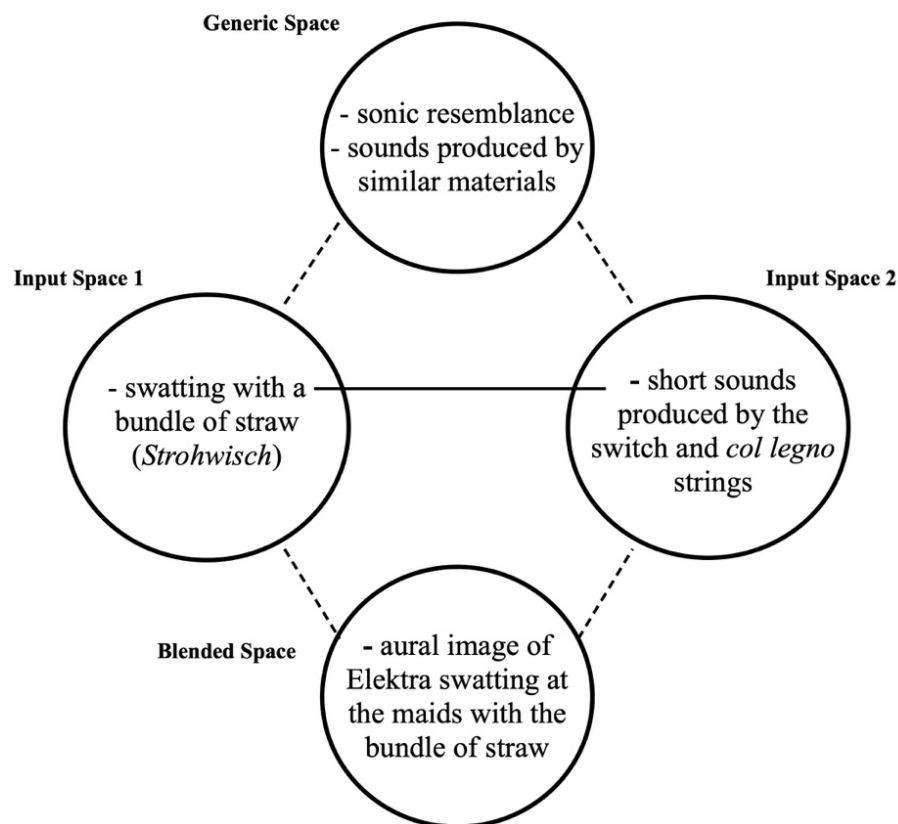 Generic Space
- sonic resemblance
- sounds produced by
similar materials
Input Space 1
- swatting with a
bundle of straw
(Strohwisch)
Input Space 2
- short sounds
produced by the
switch and col legno
strings
Blended Space
- aural image of
Elektra swatting at
the maids with the
bundle of straw